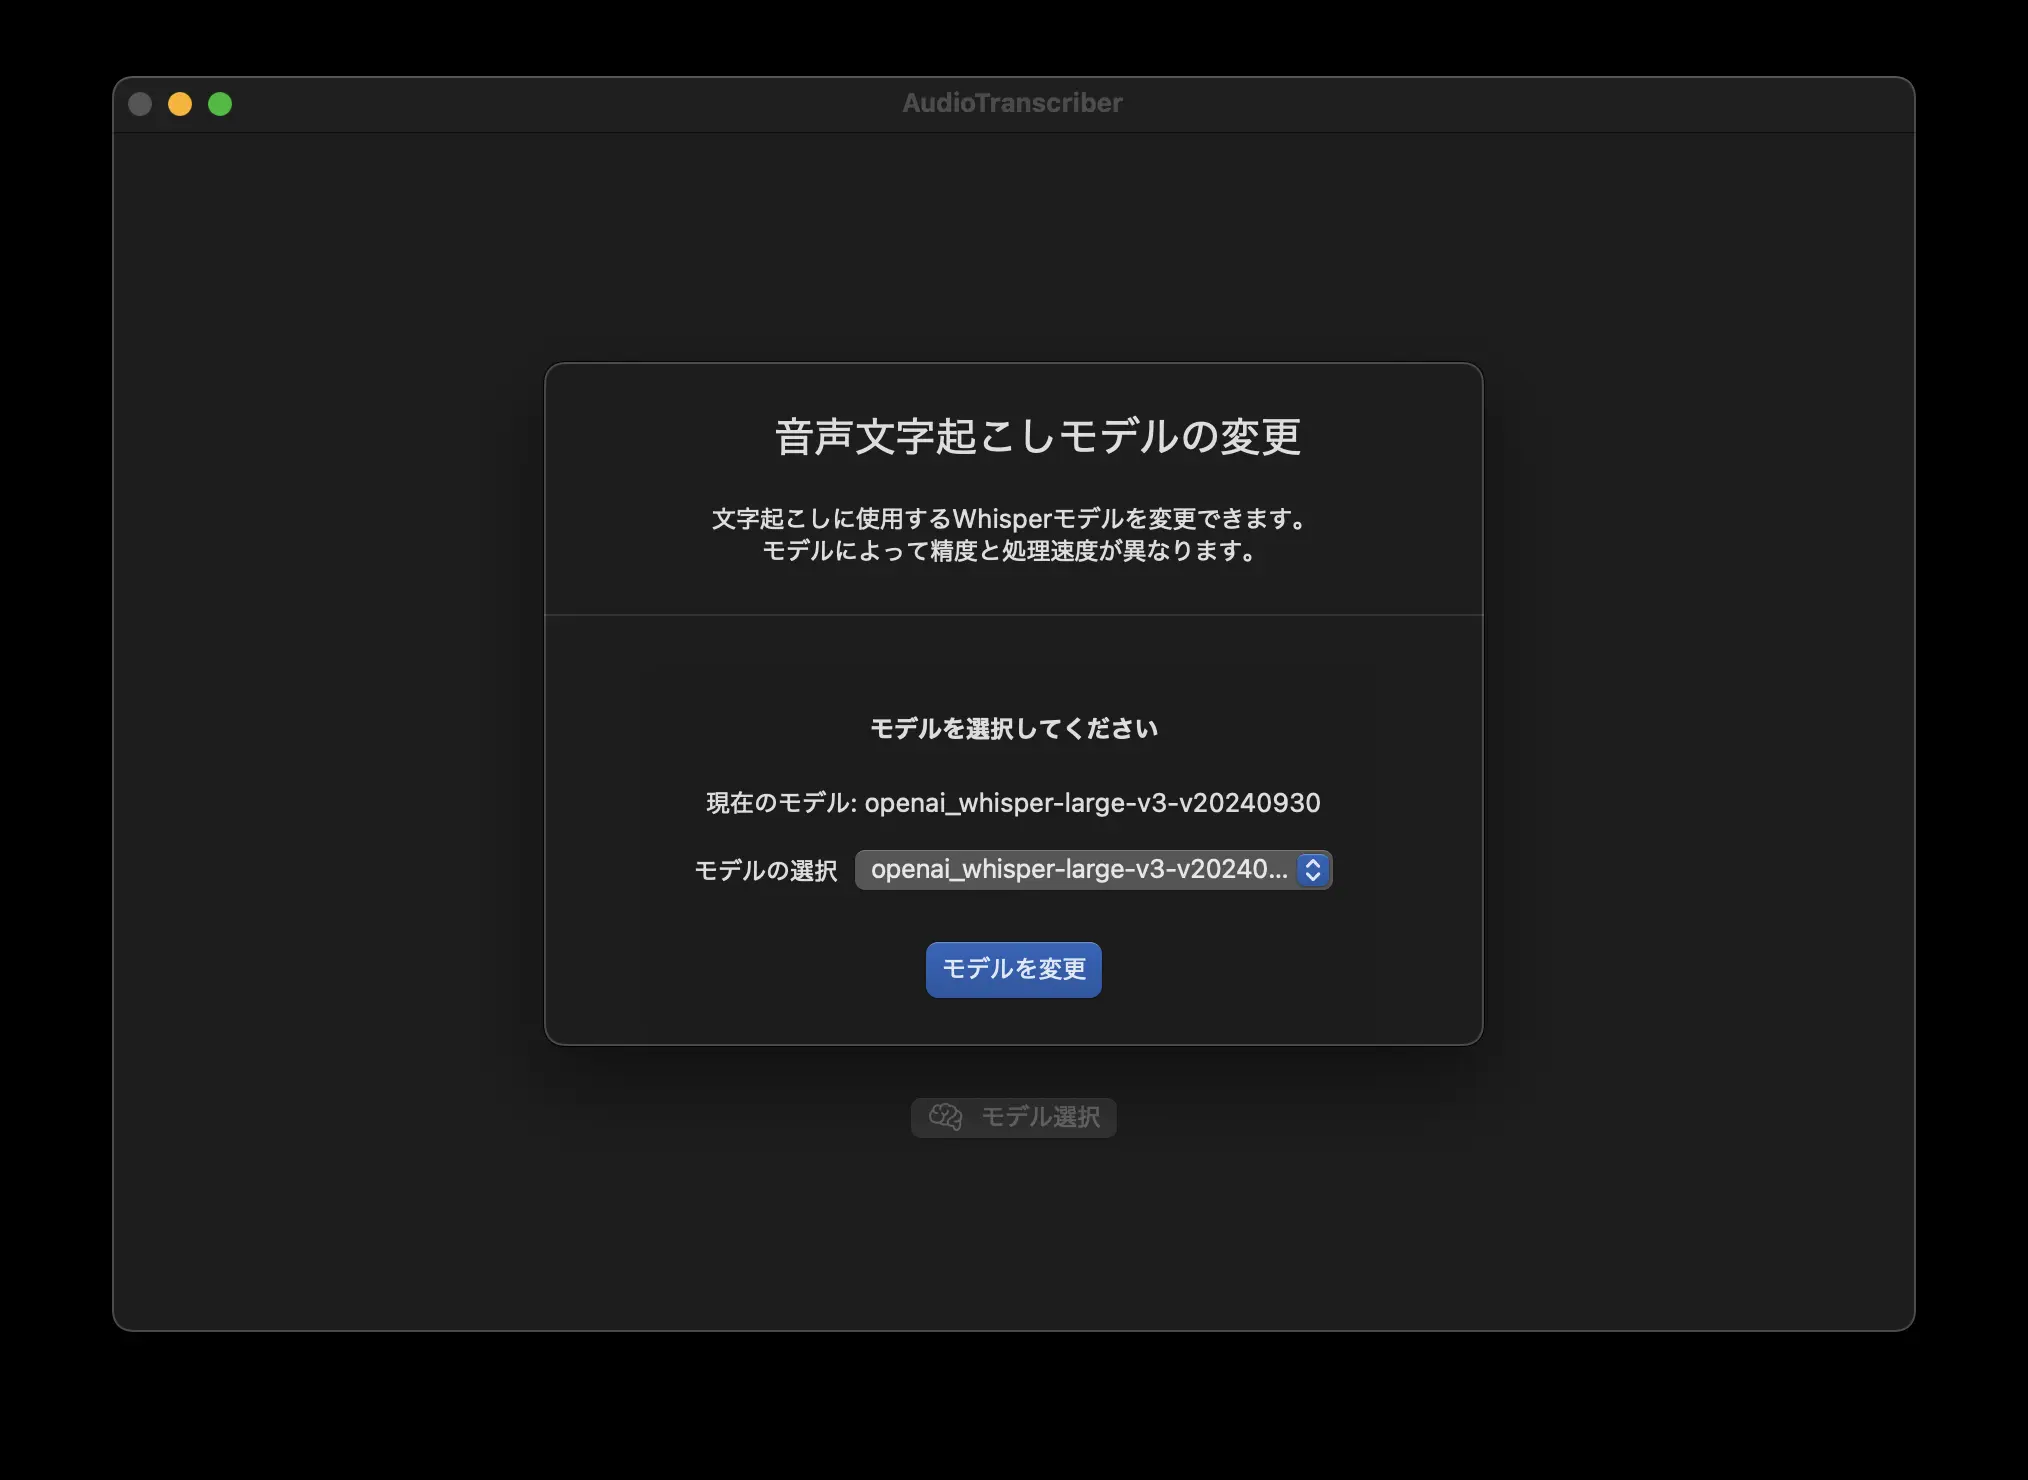 AudioTranscriber
音声文字起こしモデルの変更
文字起こしに使用するWhisperモデルを変更できます。
モデルによって精度と処理速度が異なります。
モデルを選択してください
現在のモデル: openai_whisper-large-v3-v20240930
モデルの選択 openai_whisper-large-v3-v20240...
モデルを変更
モデル選択